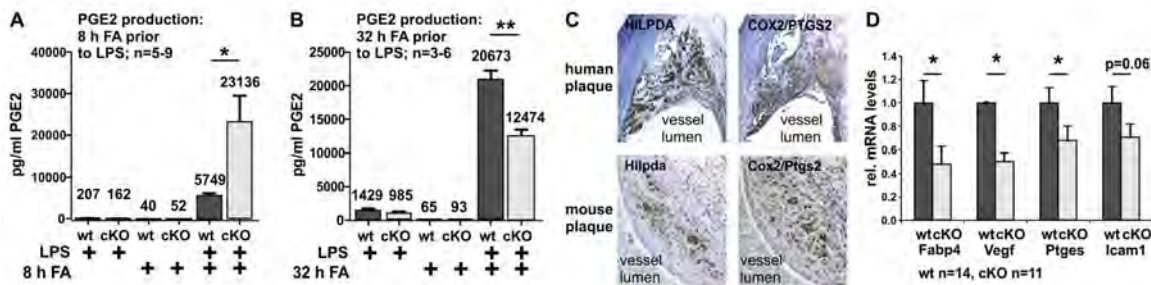 A
PGE2 production:
8 h FA prior
to LPS; n=5-9
pg/ml PGE2
40000
30000
20000
10000
0
207
162
40
52
5749
23136
*
wt cKO wt cKO wt cKO
LPS + + + +
8 h FA + + + +
B
PGE2 production:
32 h FA prior
to LPS; n=3-6
pg/ml PGE2
25000
20000
15000
10000
5000
0
1429
985
65
93
20673
12474
**
wt cKO wt cKO wt cKO
LPS + + + +
32 h FA + + + +
C
HILPDA
COX2/PTGS2
human
plaque
vessel
lumen
vessel
lumen
Hilpda
Cox2/Ptgs2
mouse
plaque
vessel
lumen
vessel
lumen
D
rel. mRNA levels
1.4
1.2
1.0
0.8
0.6
0.4
0.2
0.0
*
*
*
p=0.06
wt cKO wt cKO wt cKO wt cKO
Fabp4 Vegf Ptges Icam1
wt n=14, cKO n=11